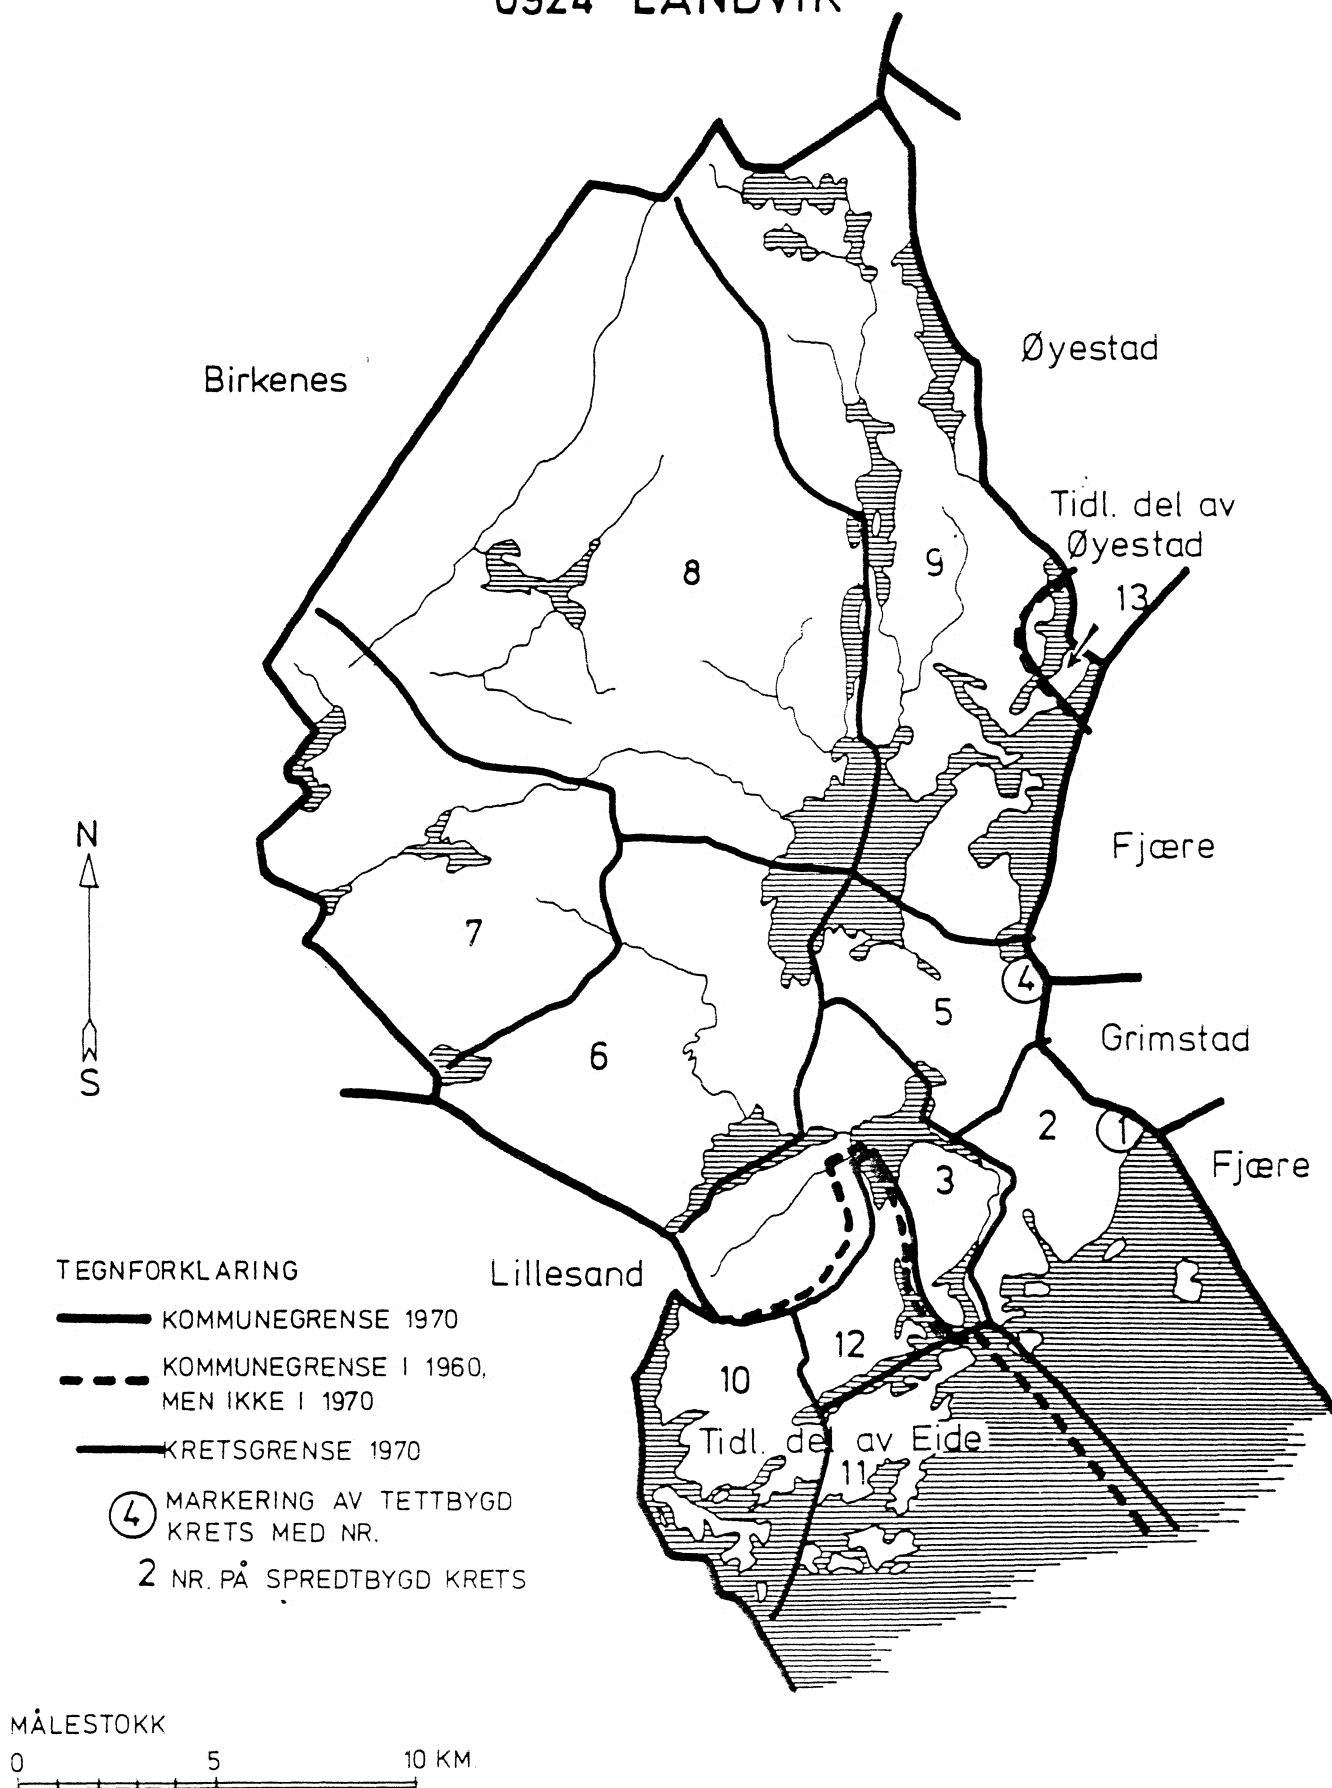 0924 LANDVIK
Birkenes
Øyestad
Tidl. del av
Øyestad
13
8
9
N
S
Fjære
7
4
5
6
Grimstad
2
1
3
Fjære
Lillesand
12
10
Tidl. del av Eide
11
TEGNFORKLARING
KOMMUNEGRENSE 1970
KOMMUNEGRENSE I 1960,
MEN IKKE I 1970
KRETSGRENSE 1970
4 MARKERING AV TETTBYGD
KRETS MED NR.
2 NR. PÅ SPREDTBYGD KRETS
MÅLESTOKK
0 5 10 KM.